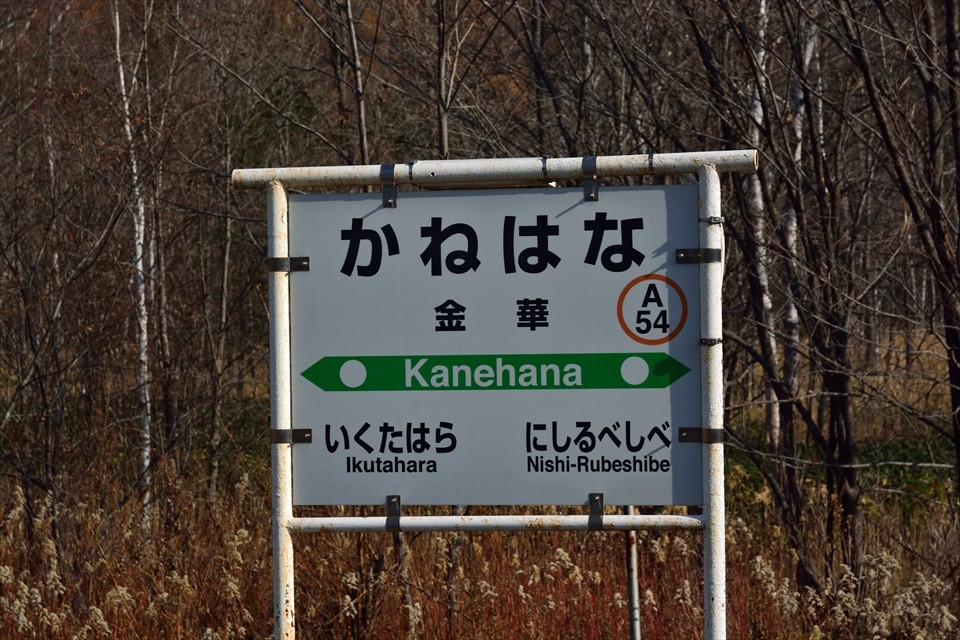 かねはな
金華
A
54
Kanehana
いくたはら にしるべしべ
Ikutahara Nishi-Rubeshibe